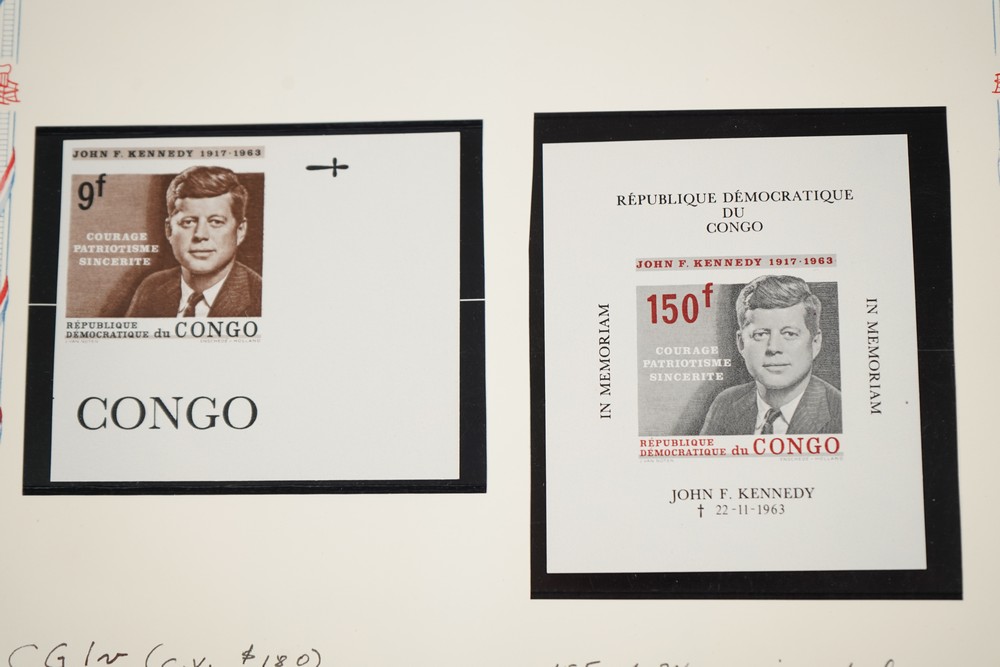 JOHN F. KENNEDY 1917·1963
9f
COURAGE
PATRIOTISME
SINCERITE
RÉPUBLIQUE
DÉMOCRATIQUE du CONGO
CONGO
RÉPUBLIQUE DÉMOCRATIQUE
DU
CONGO
JOHN F. KENNEDY 1917·1963
150f
COURAGE
PATRIOTISME
SINCERITE
RÉPUBLIQUE
DÉMOCRATIQUE du CONGO
IN MEMORIAM
IN MEMORIAM
JOHN F. KENNEDY
† 22-11-1963
(c.v. $180)